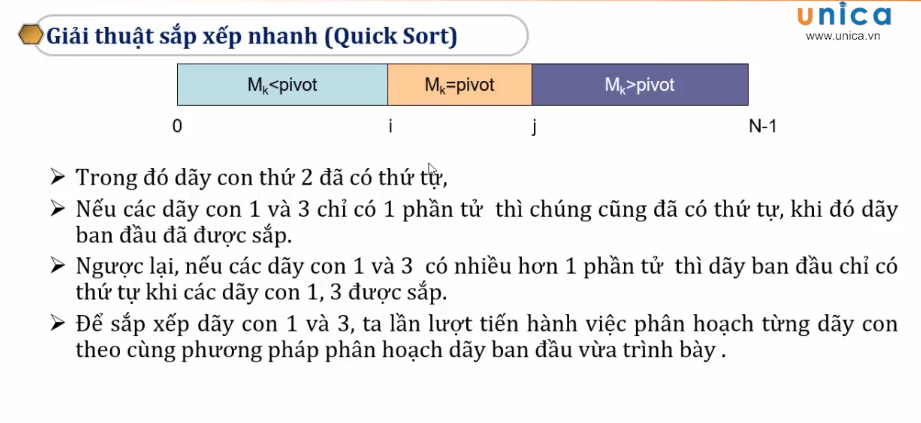 unica
www.unica.vn
Giải thuật sắp xếp nhanh (Quick Sort)
Mk<pivot Mk=pivot Mk>pivot
0 i j N-1
➢ Trong đó dãy con thứ 2 đã có thứ tự,
➢ Nếu các dãy con 1 và 3 chỉ có 1 phần tử thì chúng cũng đã có thứ tự, khi đó dãy
ban đầu đã được sắp.
➢ Ngược lại, nếu các dãy con 1 và 3 có nhiều hơn 1 phần tử thì dãy ban đầu chỉ có
thứ tự khi các dãy con 1, 3 được sắp.
➢ Để sắp xếp dãy con 1 và 3, ta lần lượt tiến hành việc phân hoạch từng dãy con
theo cùng phương pháp phân hoạch dãy ban đầu vừa trình bày .